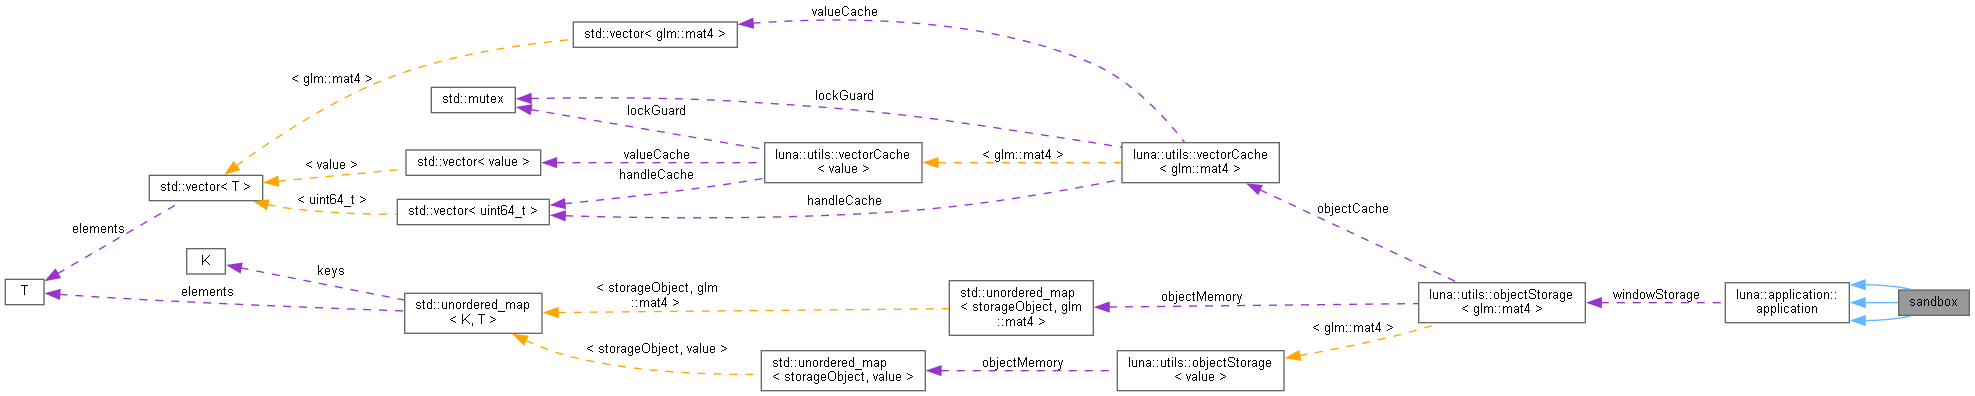 valueCache
std::vector< glm::mat4 >
< glm::mat4 >
std::mutex
lockGuard
lockGuard
std::vector< T >
< value >
std::vector< value >
valueCache
luna::utils::vectorCache
< value >
< glm::mat4 >
luna::utils::vectorCache
< glm::mat4 >
handleCache
< uint64_t >
std::vector< uint64_t >
handleCache
objectCache
elements
K
keys
T
elements
std::unordered_map
< K, T >
< storageObject, glm
::mat4 >
std::unordered_map
< storageObject, glm
::mat4 >
objectMemory
luna::utils::objectStorage
< glm::mat4 >
windowStorage
luna::application::
application
sandbox
< glm::mat4 >
< storageObject, value >
std::unordered_map
< storageObject, value >
objectMemory
luna::utils::objectStorage
< value >